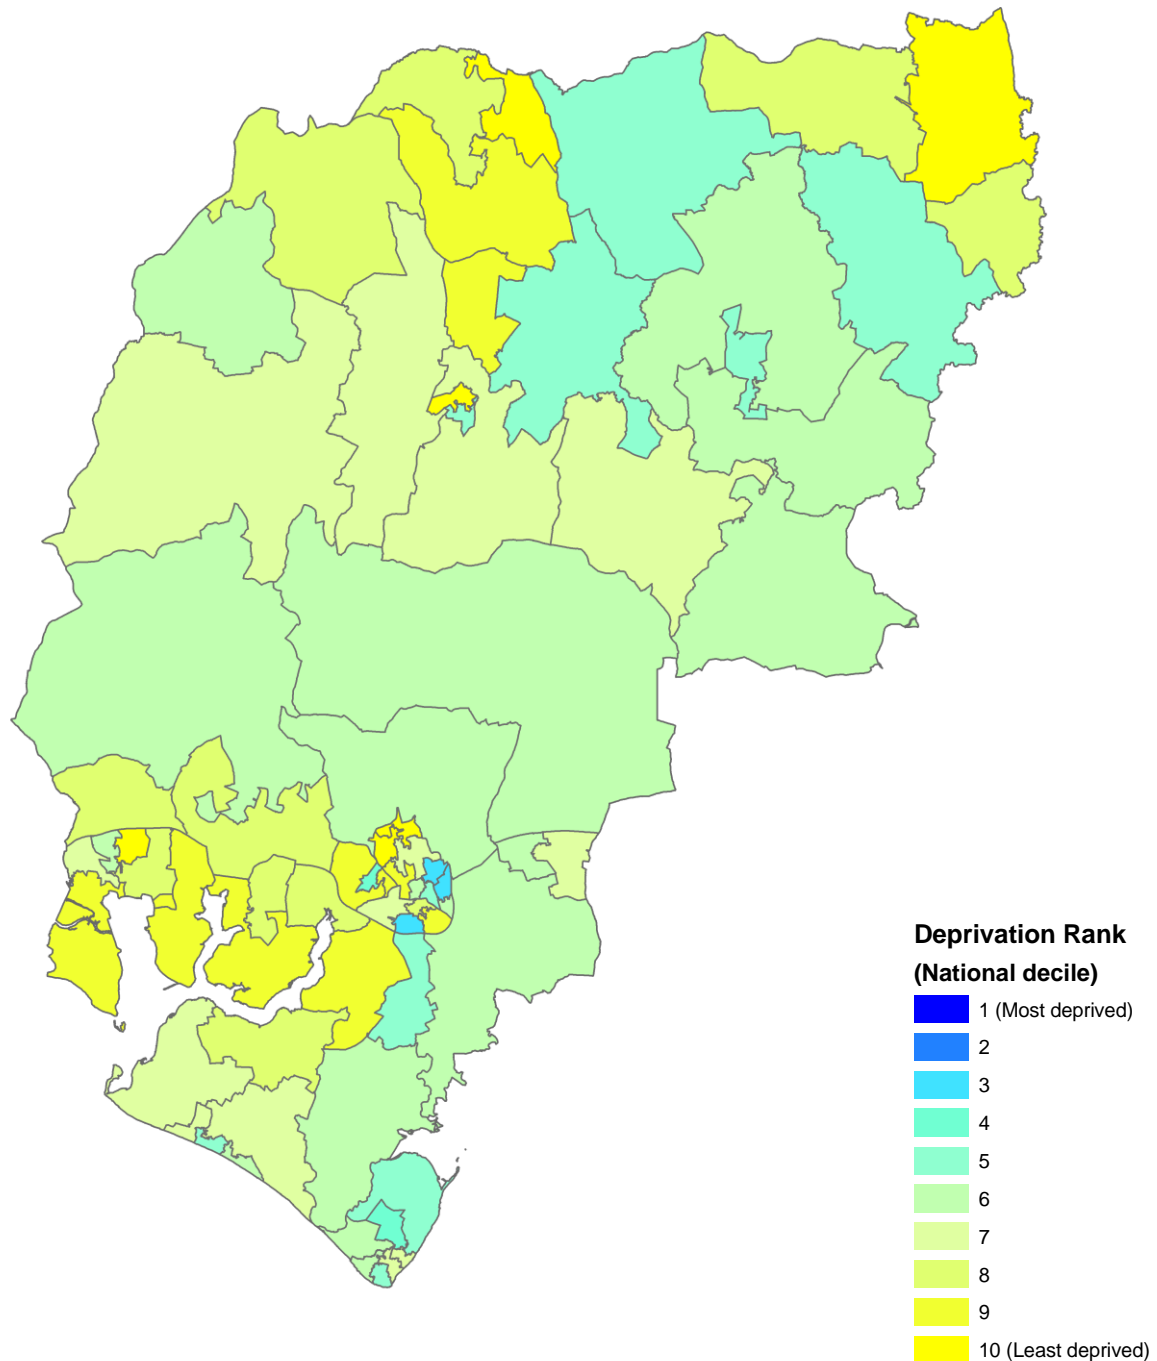 Deprivation Rank
(National decile)
1 (Most deprived)
2
3
4
5
6
7
8
9
10 (Least deprived)